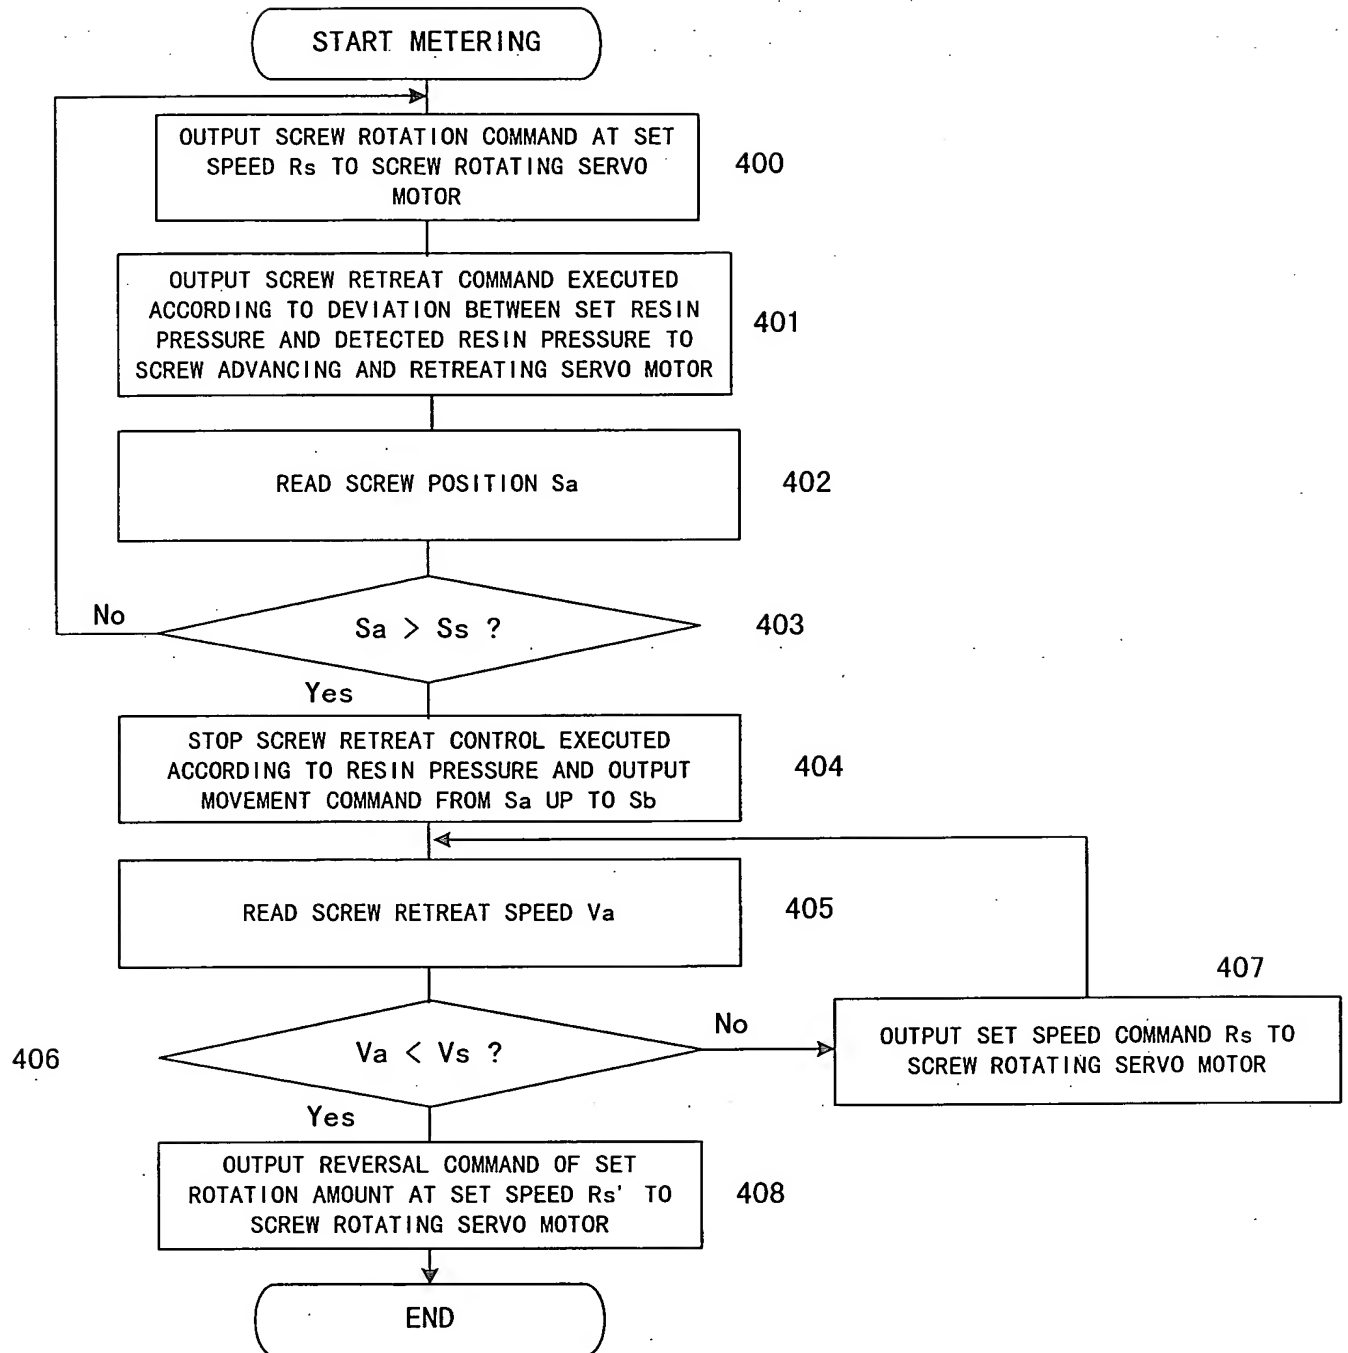 START METERING
OUTPUT SCREW ROTATION COMMAND AT SET
SPEED Rs TO SCREW ROTATING SERVO
MOTOR
400
OUTPUT SCREW RETREAT COMMAND EXECUTED
ACCORDING TO DEVIATION BETWEEN SET RESIN
PRESSURE AND DETECTED RESIN PRESSURE TO
SCREW ADVANCING AND RETREATING SERVO MOTOR
401
READ SCREW POSITION Sa
402
No
Sa > Ss ?
403
Yes
STOP SCREW RETREAT CONTROL EXECUTED
ACCORDING TO RESIN PRESSURE AND OUTPUT
MOVEMENT COMMAND FROM Sa UP TO Sb
404
READ SCREW RETREAT SPEED Va
405
406
Va < Vs ?
No
407
OUTPUT SET SPEED COMMAND Rs TO
SCREW ROTATING SERVO MOTOR
Yes
OUTPUT REVERSAL COMMAND OF SET
ROTATION AMOUNT AT SET SPEED Rs' TO
SCREW ROTATING SERVO MOTOR
408
END